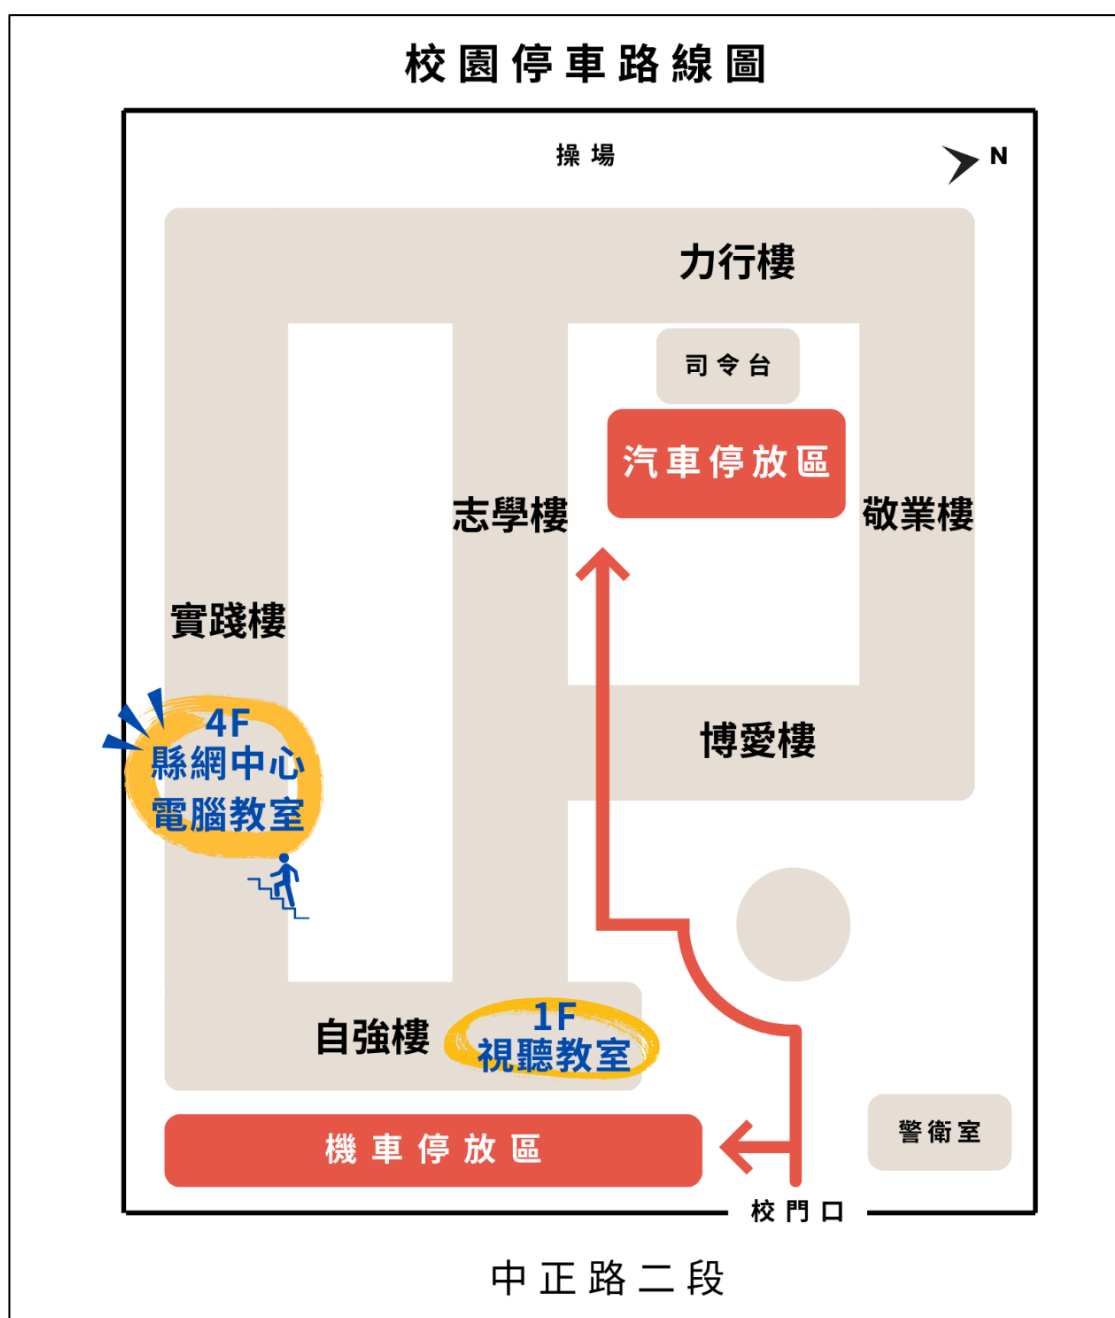 校園停車路線圖
操場
N
力行樓
司令台
汽車停放區
志學樓
敬業樓
實踐樓
4F
縣網中心
電腦教室
博愛樓
自強樓
1F
視聽教室
機車停放區
警衛室
校門口
中正路二段